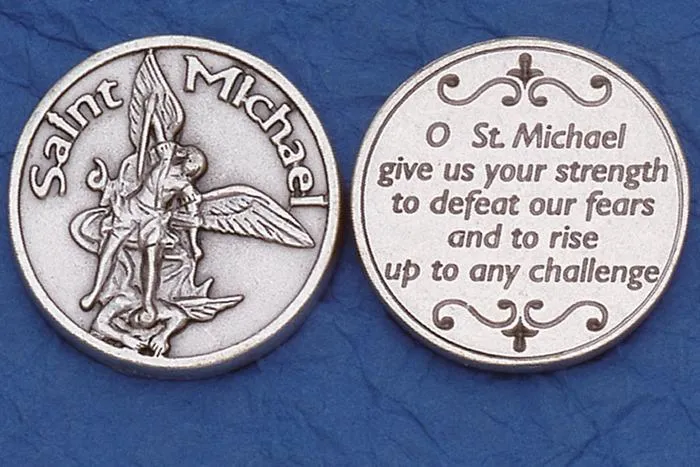 Saint Michael
O St. Michael
give us your strength
to defeat our fears
and to rise
up to any challenge